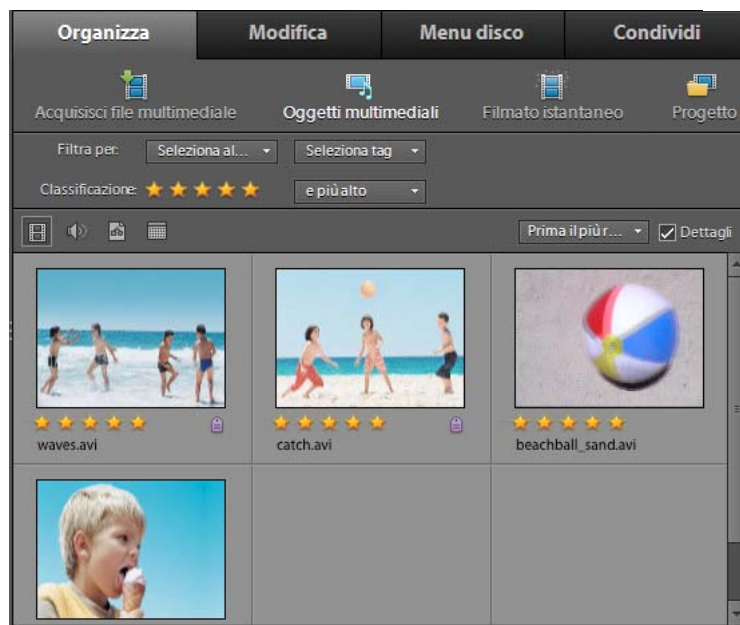 Organizza Modifica Menu disco Condividi
Acquisisci file multimediale Oggetti multimediali Filmato istantaneo Progetto
Filtra per: Seleziona al... Seleziona tag
Classificazione: e più alto
Prima il più r... Dettagli
waves.avi catch.avi beachball_sand.avi